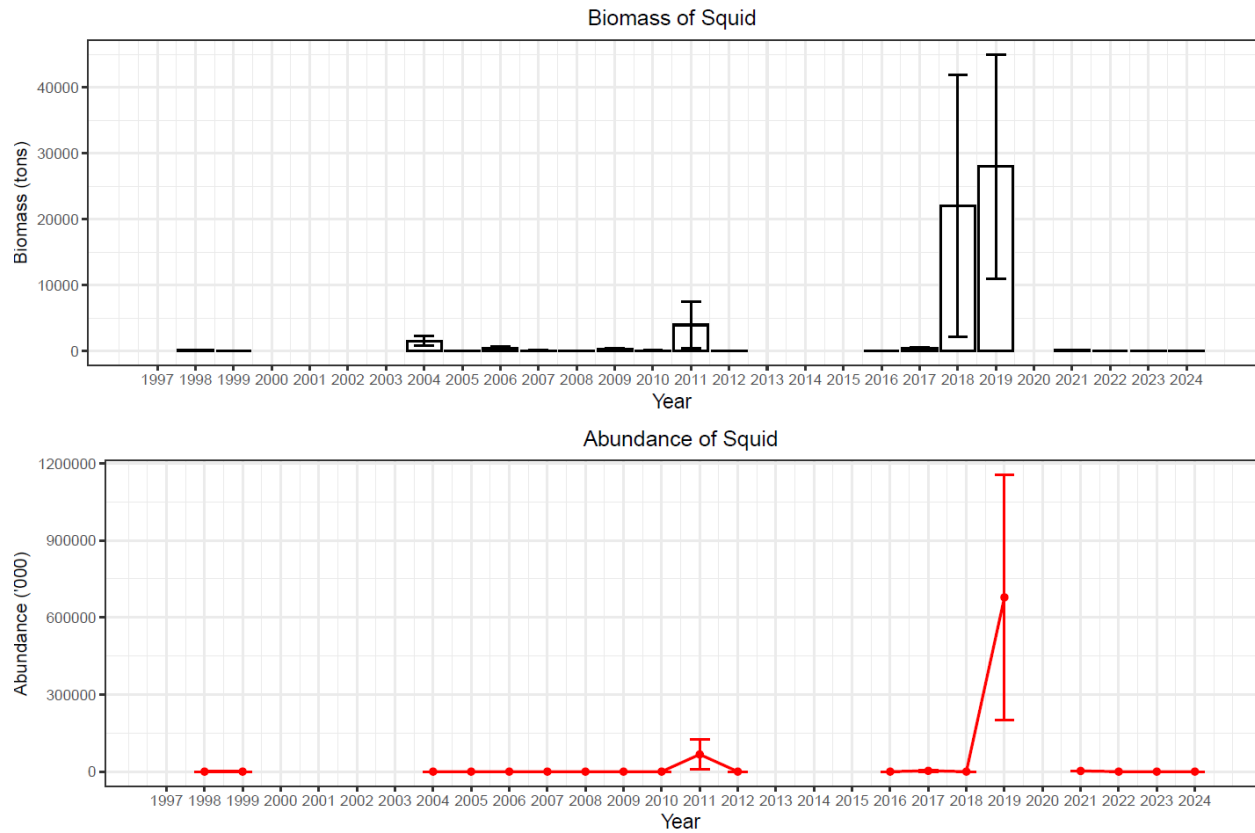 Biomass of Squid
Biomass (tons)
40000
30000
20000
10000
0
1997 1998 1999 2000 2001 2002 2003 2004 2005 2006 2007 2008 2009 2010 2011 2012 2013 2014 2015 2016 2017 2018 2019 2020 2021 2022 2023 2024
Year
Abundance of Squid
Abundance ('000)
1200000
900000
600000
300000
0
1997 1998 1999 2000 2001 2002 2003 2004 2005 2006 2007 2008 2009 2010 2011 2012 2013 2014 2015 2016 2017 2018 2019 2020 2021 2022 2023 2024
Year